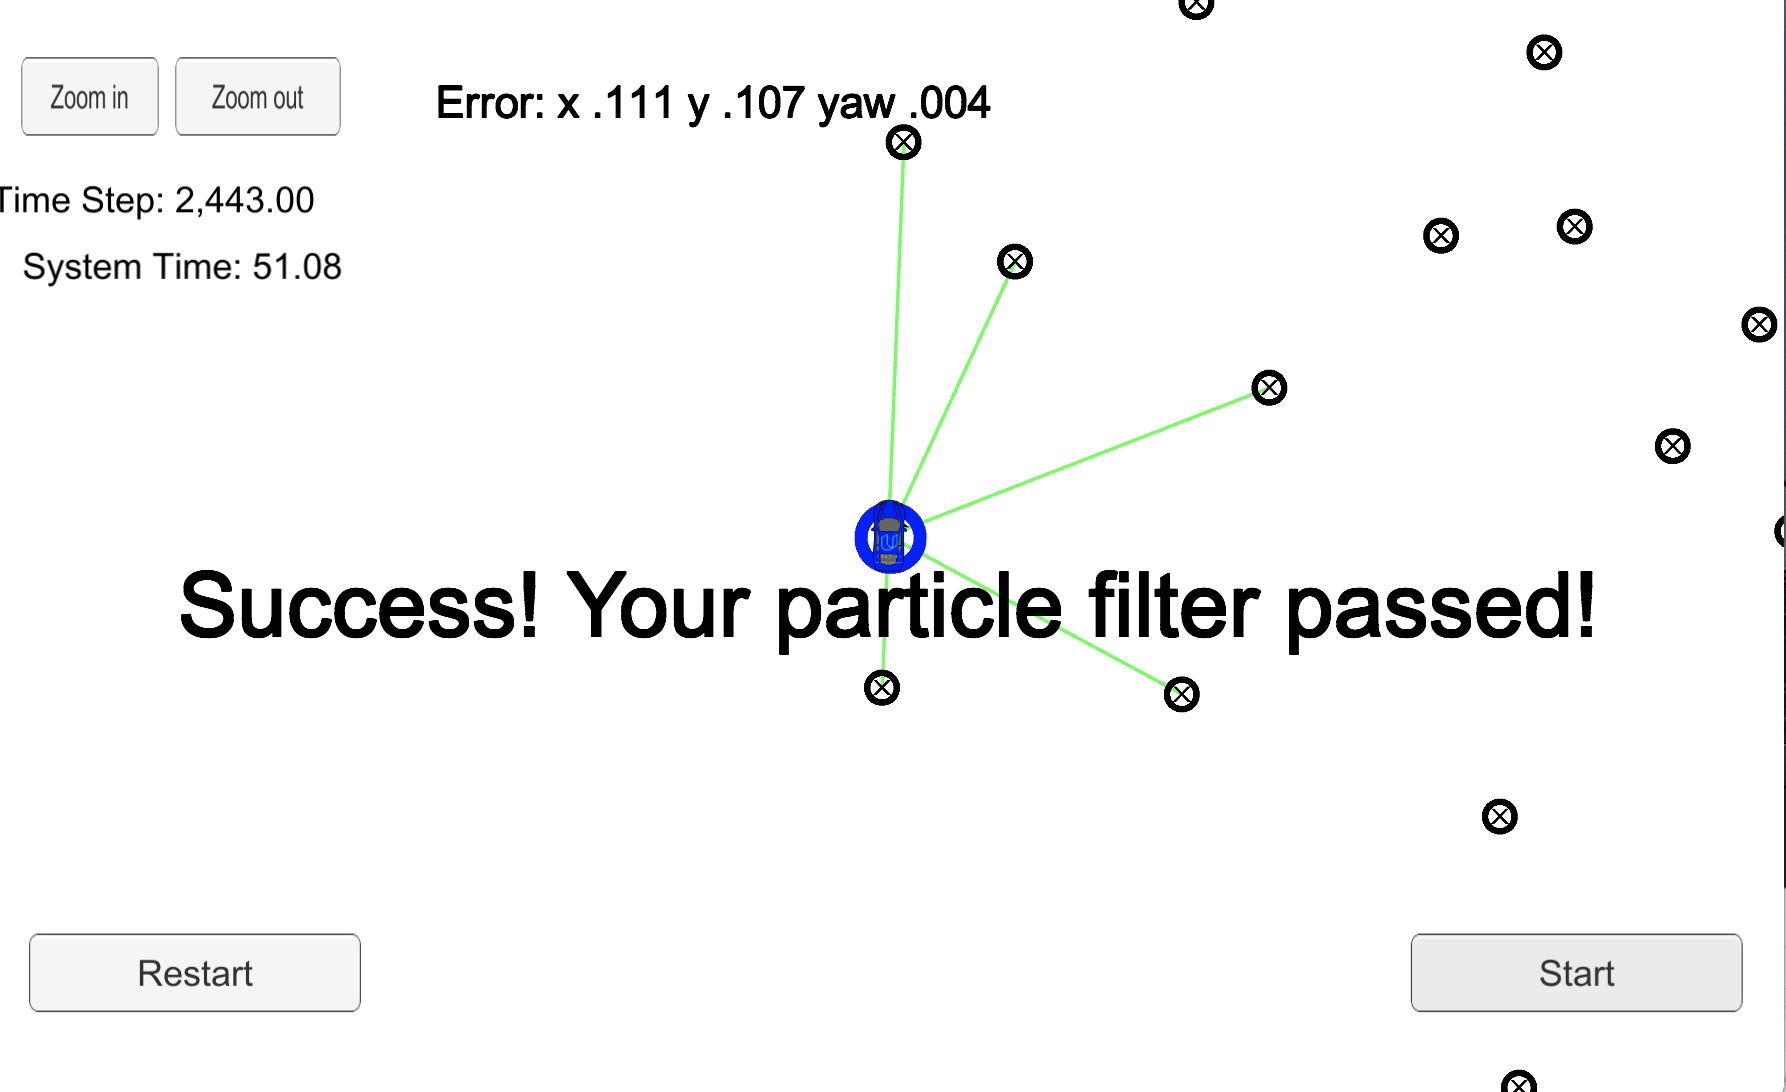 Zoom in
Zoom out
Error: x .111 y .107 yaw .004
Time Step: 2,443.00
System Time: 51.08
Success! Your particle filter passed!
Restart
Start